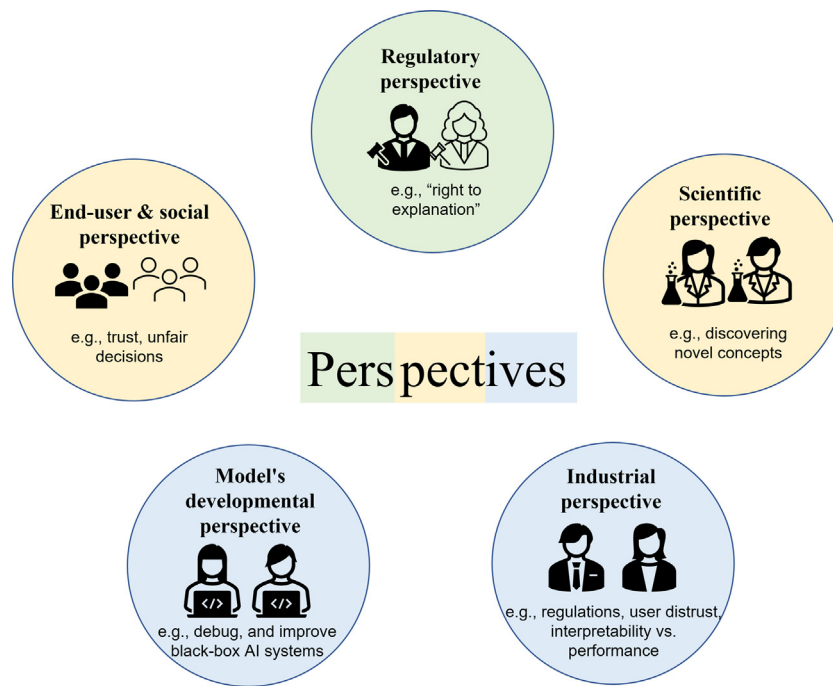 Regulatory
perspective
e.g., “right to
explanation”
End-user & social
perspective
e.g., trust, unfair
decisions
Scientific
perspective
e.g., discovering
novel concepts
Perspectives
Model's
developmental
perspective
</>
</>
e.g., debug, and improve
black-box AI systems
Industrial
perspective
e.g., regulations, user distrust,
interpretability vs.
performance